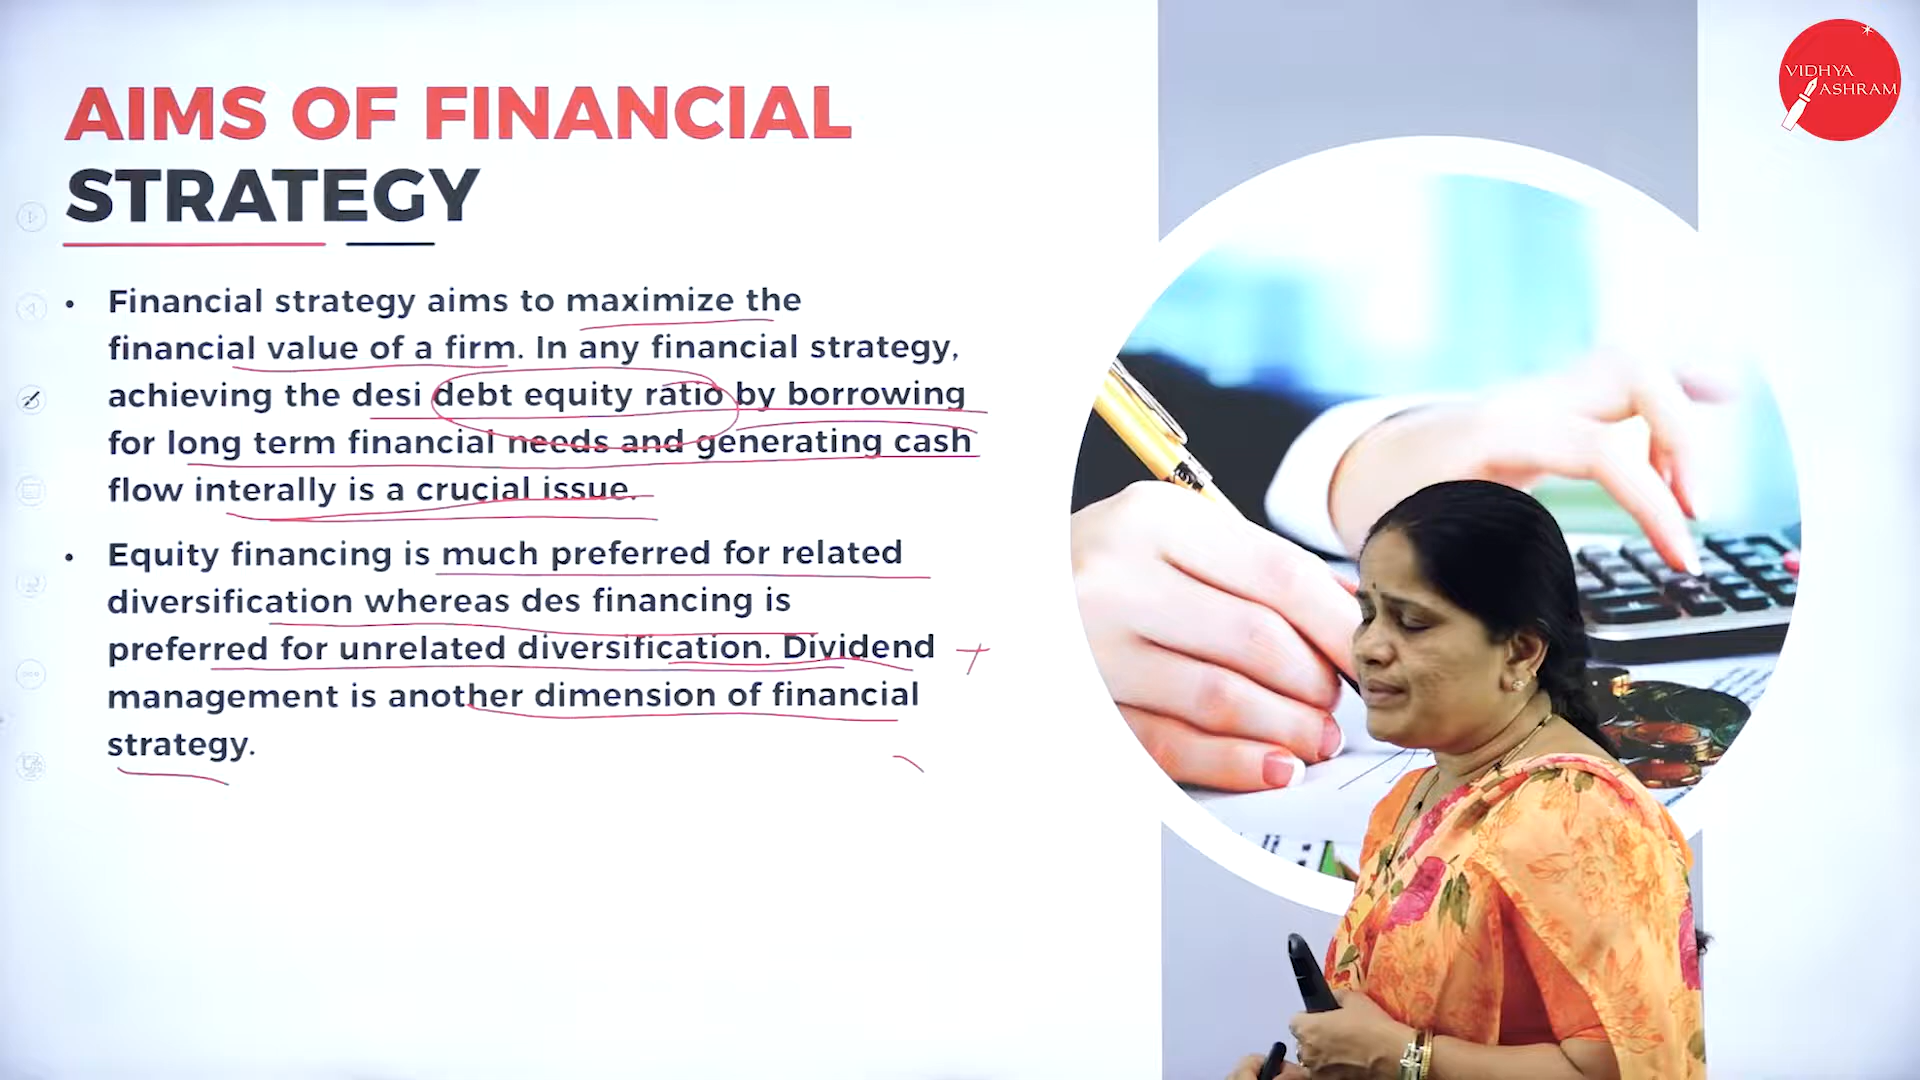 AIMS OF FINANCIAL
STRATEGY
• Financial strategy aims to maximize the
financial value of a firm. In any financial strategy,
achieving the desi debt equity ratio by borrowing
for long term financial needs and generating cash
flow interally is a crucial issue.
• Equity financing is much preferred for related
diversification whereas des financing is
preferred for unrelated diversification. Dividend
management is another dimension of financial
strategy.
VIDHYA
ASHRAM